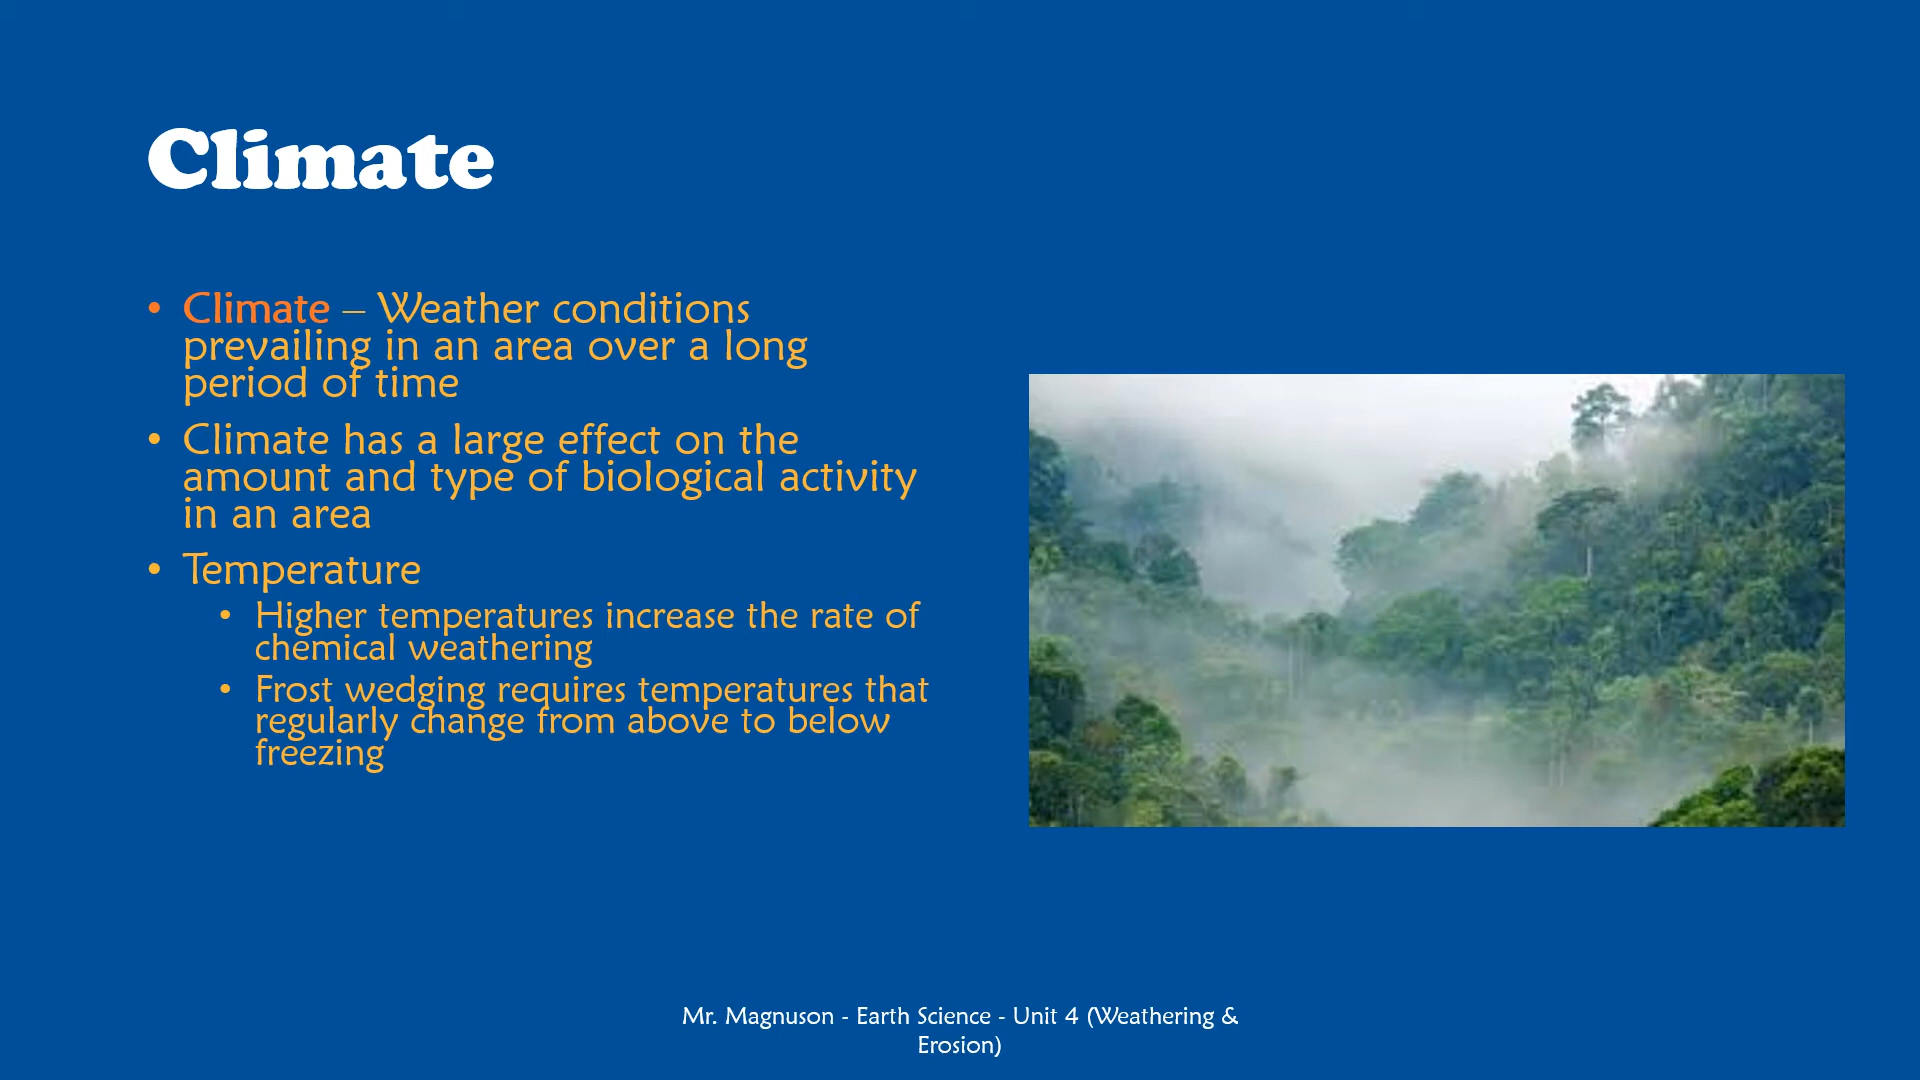 Climate
• Climate – Weather conditions
prevailing in an area over a long
period of time
• Climate has a large effect on the
amount and type of biological activity
in an area
• Temperature
• Higher temperatures increase the rate of
chemical weathering
• Frost wedging requires temperatures that
regularly change from above to below
freezing
Mr. Magnuson - Earth Science - Unit 4 (Weathering &
Erosion)